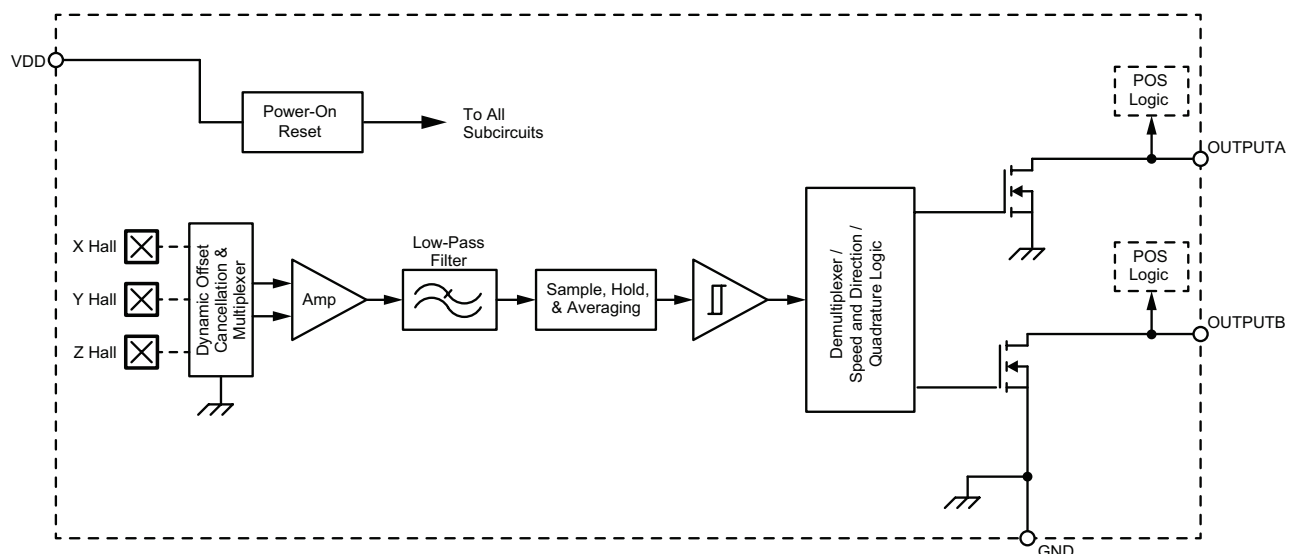 VDD
Power-On
Reset
To All
Subcircuits
POS
Logic
OUTPUTA
X Hall
Y Hall
Z Hall
Dynamic Offset
Cancellation &
Multiplexer
Amp
Low-Pass
Filter
Sample, Hold,
& Averaging
Demultiplexer /
Speed and Direction /
Quadrature Logic
POS
Logic
OUTPUTB
GND